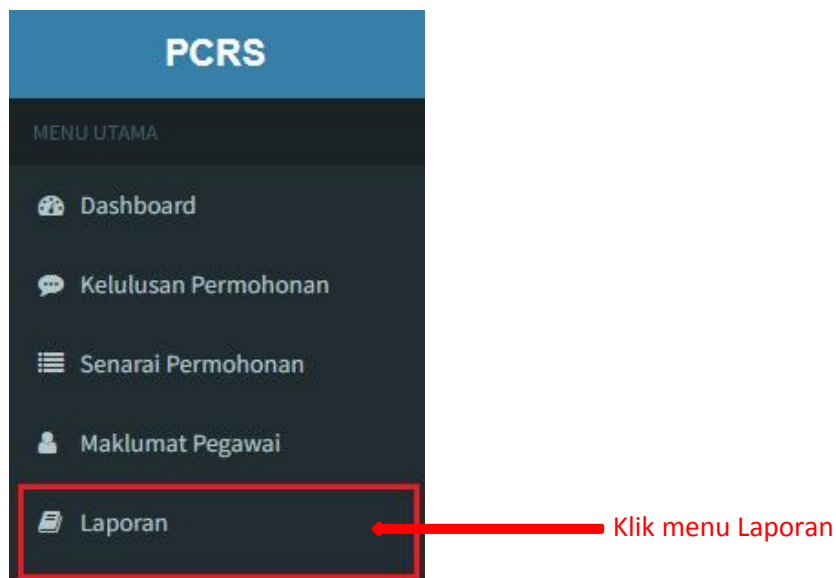 PCRS
MENU UTAMA
Dashboard
Kelulusan Permohonan
Senarai Permohonan
Maklumat Pegawai
Laporan
Klik menu Laporan